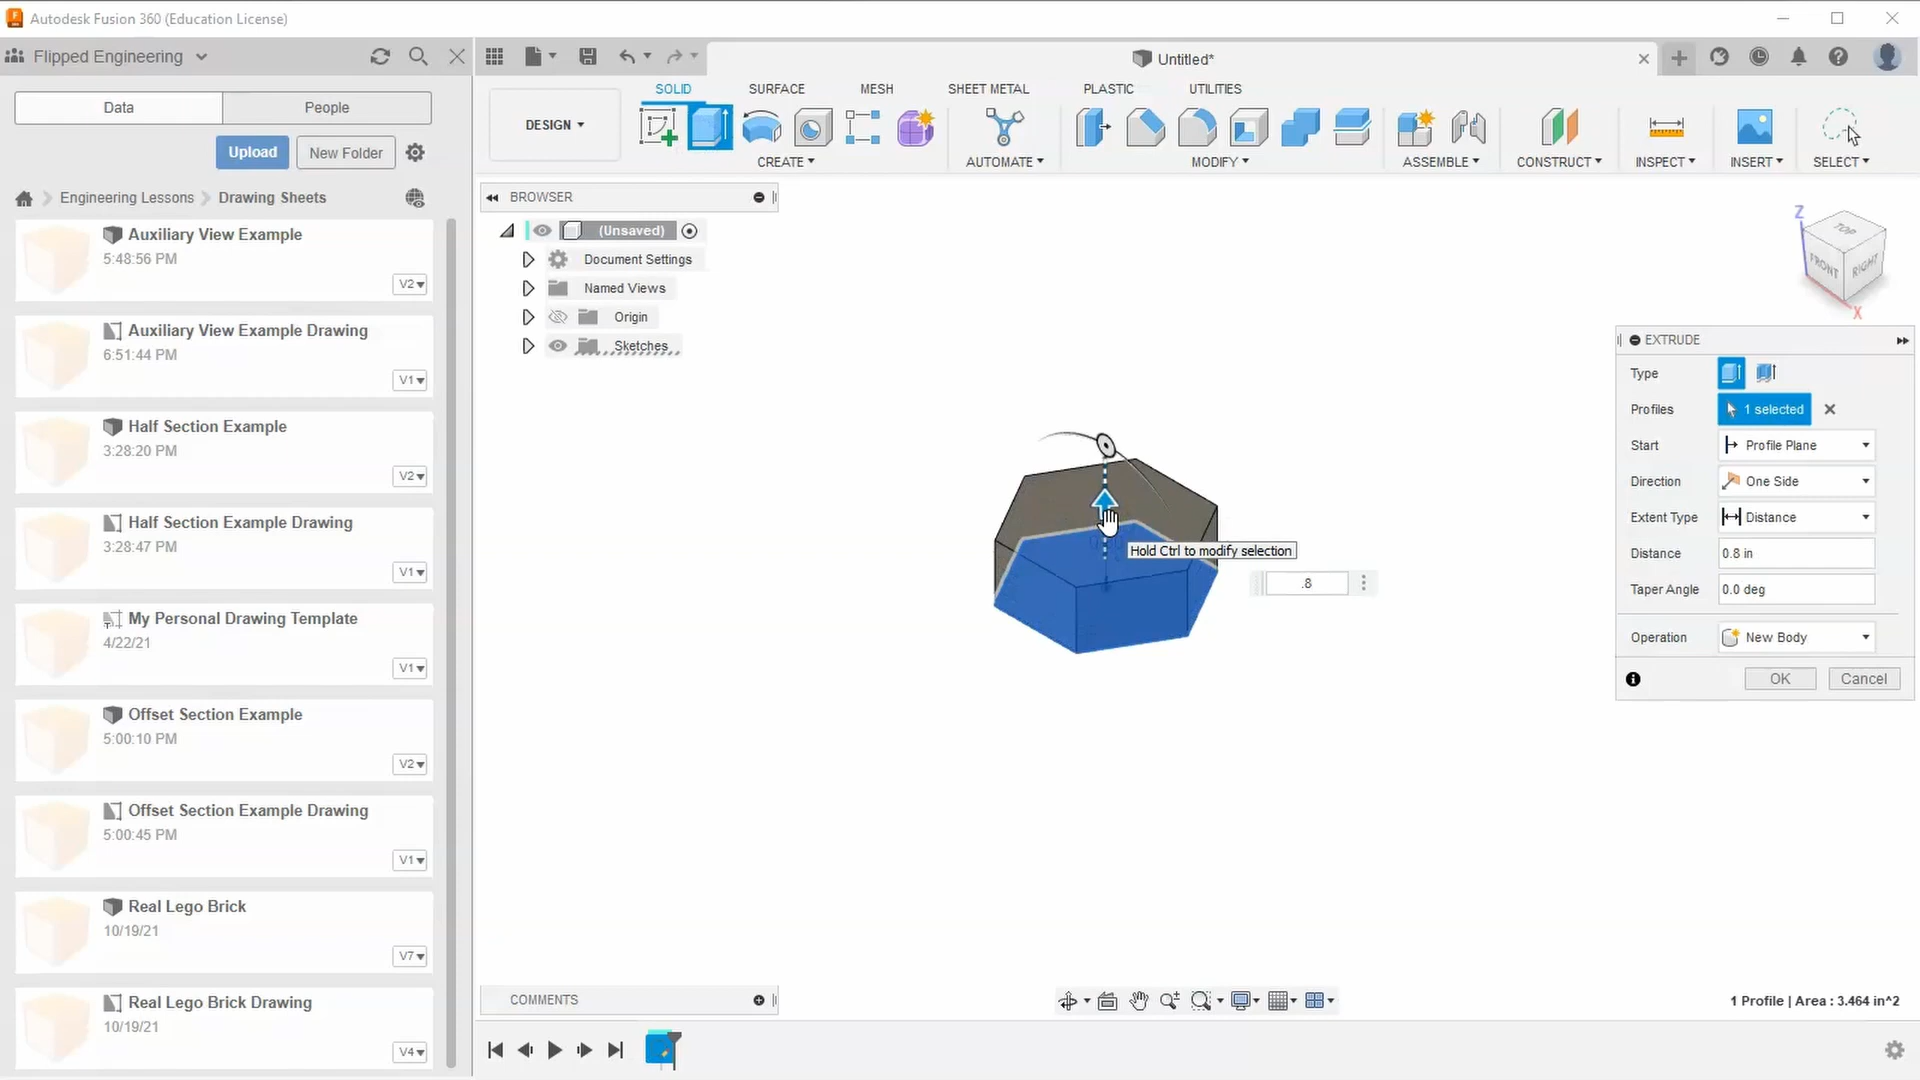 Autodesk Fusion 360 (Education License)
Flipped Engineering
Untitled*
Data
People
Upload
New Folder
Engineering Lessons
Drawing Sheets
Auxiliary View Example
5:48:56 PM
V2
Auxiliary View Example Drawing
6:51:44 PM
V1
Half Section Example
3:28:20 PM
V2
Half Section Example Drawing
3:28:47 PM
V1
My Personal Drawing Template
4/22/21
V1
Offset Section Example
5:00:10 PM
V2
Offset Section Example Drawing
5:00:45 PM
V1
Real Lego Brick
10/19/21
V7
Real Lego Brick Drawing
10/19/21
V4
DESIGN
SOLID
SURFACE
MESH
SHEET METAL
PLASTIC
UTILITIES
CREATE
AUTOMATE
MODIFY
ASSEMBLE
CONSTRUCT
INSPECT
INSERT
SELECT
BROWSER
(Unsaved)
Document Settings
Named Views
Origin
Sketches
Z
TOP
FRONT
RIGHT
X
Hold Ctrl to modify selection
.8
EXTRUDE
Type
Profiles
1 selected
Start
Profile Plane
Direction
One Side
Extent Type
Distance
Distance
0.8 in
Taper Angle
0.0 deg
Operation
New Body
OK
Cancel
COMMENTS
1 Profile | Area : 3.464 in^2